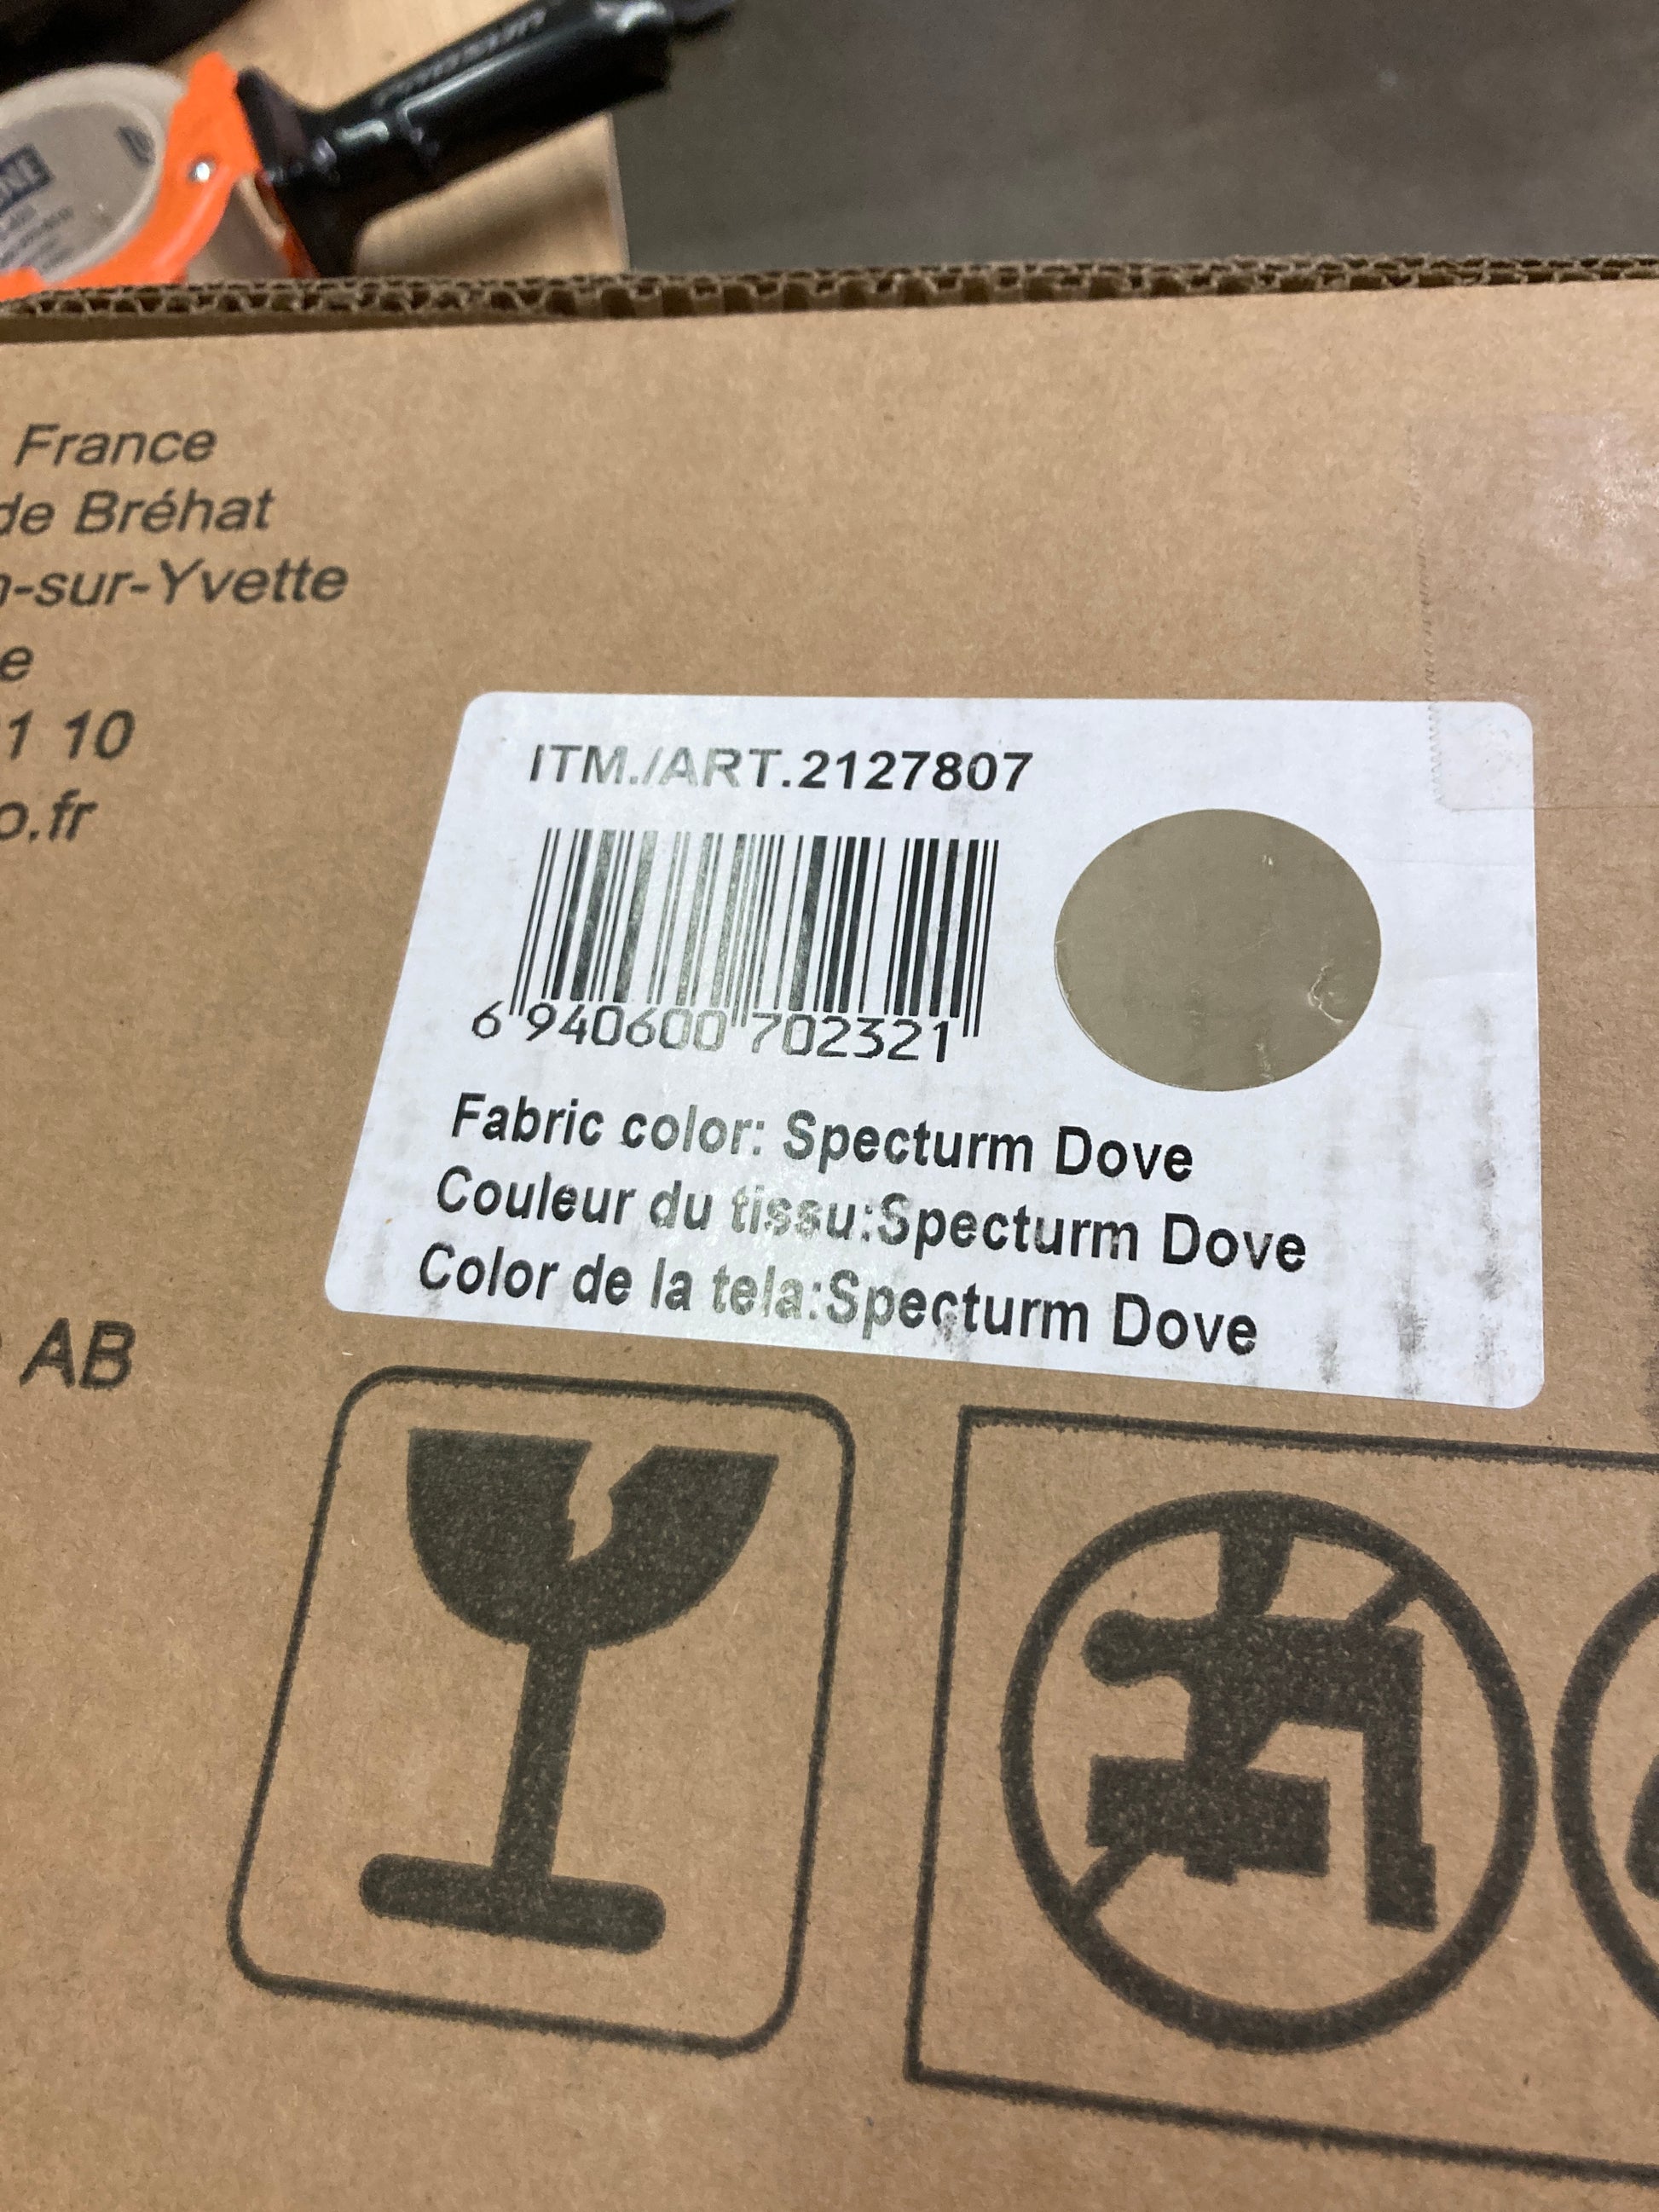 France
de Bréhat
-sur-Yvette
e
1 10
o.fr
ITM./ART.2127807
6 940600 702321
Fabric color: Specturm Dove
Couleur du tissu:Specturm Dove
Color de la tela:Specturm Dove
AB